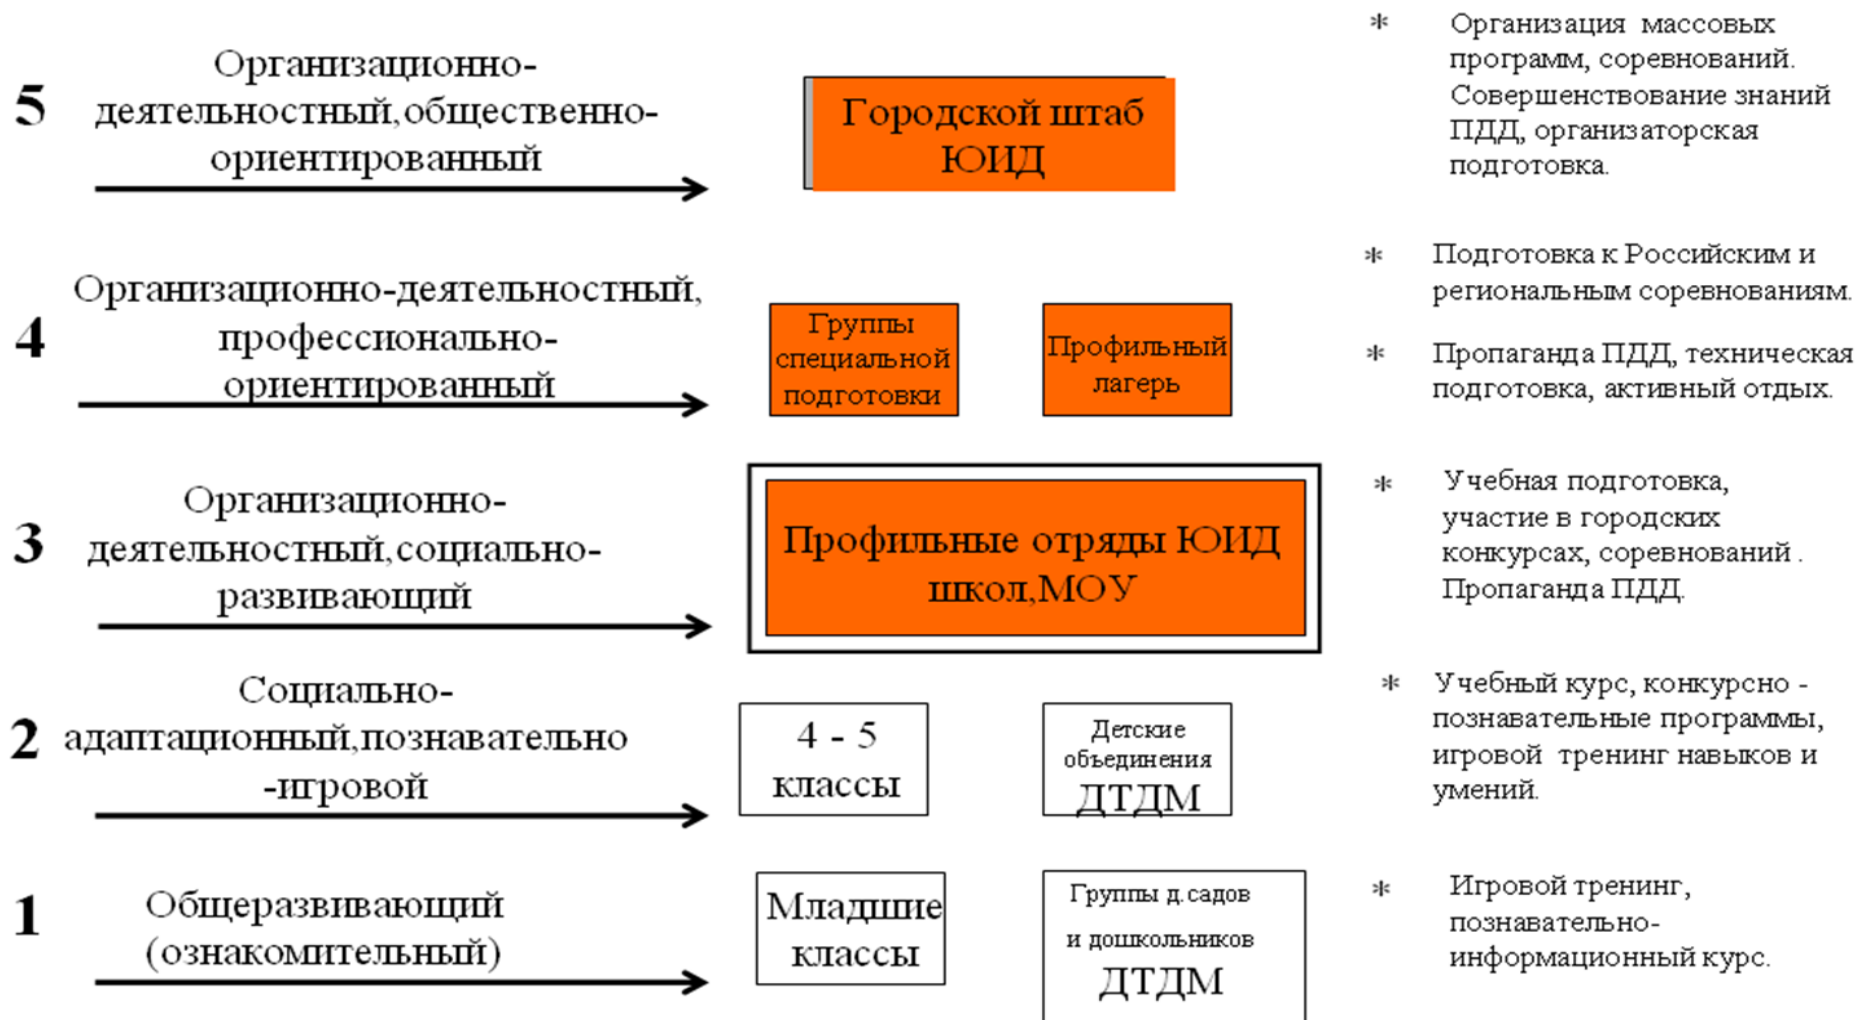 5
Организационно-
деятельностный,общественно-
ориентированный
Городской штаб
ЮИД
* Организация массовых
программ, соревнований.
Совершенствование знаний
ПДД, организаторская
подготовка.
4
Организационно-деятельностный,
профессионально-
ориентированный
Группы
специальной
подготовки
Профильный
лагерь
* Подготовка к Российским и
региональным соревнованиям.
* Пропаганда ПДД, техническая
подготовка, активный отдых.
3
Организационно-
деятельностный,социально-
развивающий
Профильные отряды ЮИД
школ,МОУ
* Учебная подготовка,
участие в городских
конкурсах, соревнований .
Пропаганда ПДД.
2
Социально-
адаптационный,познавательно
-игровой
4 - 5
классы
Детские
объединения
ДТДМ
* Учебный курс, конкурсно -
познавательные программы,
игровой тренинг навыков и
умений.
1
Общеразвивающий
(ознакомительный)
Младшие
классы
Группы д.садов
и дошкольников
ДТДМ
* Игровой тренинг,
познавательно-
информационный курс.